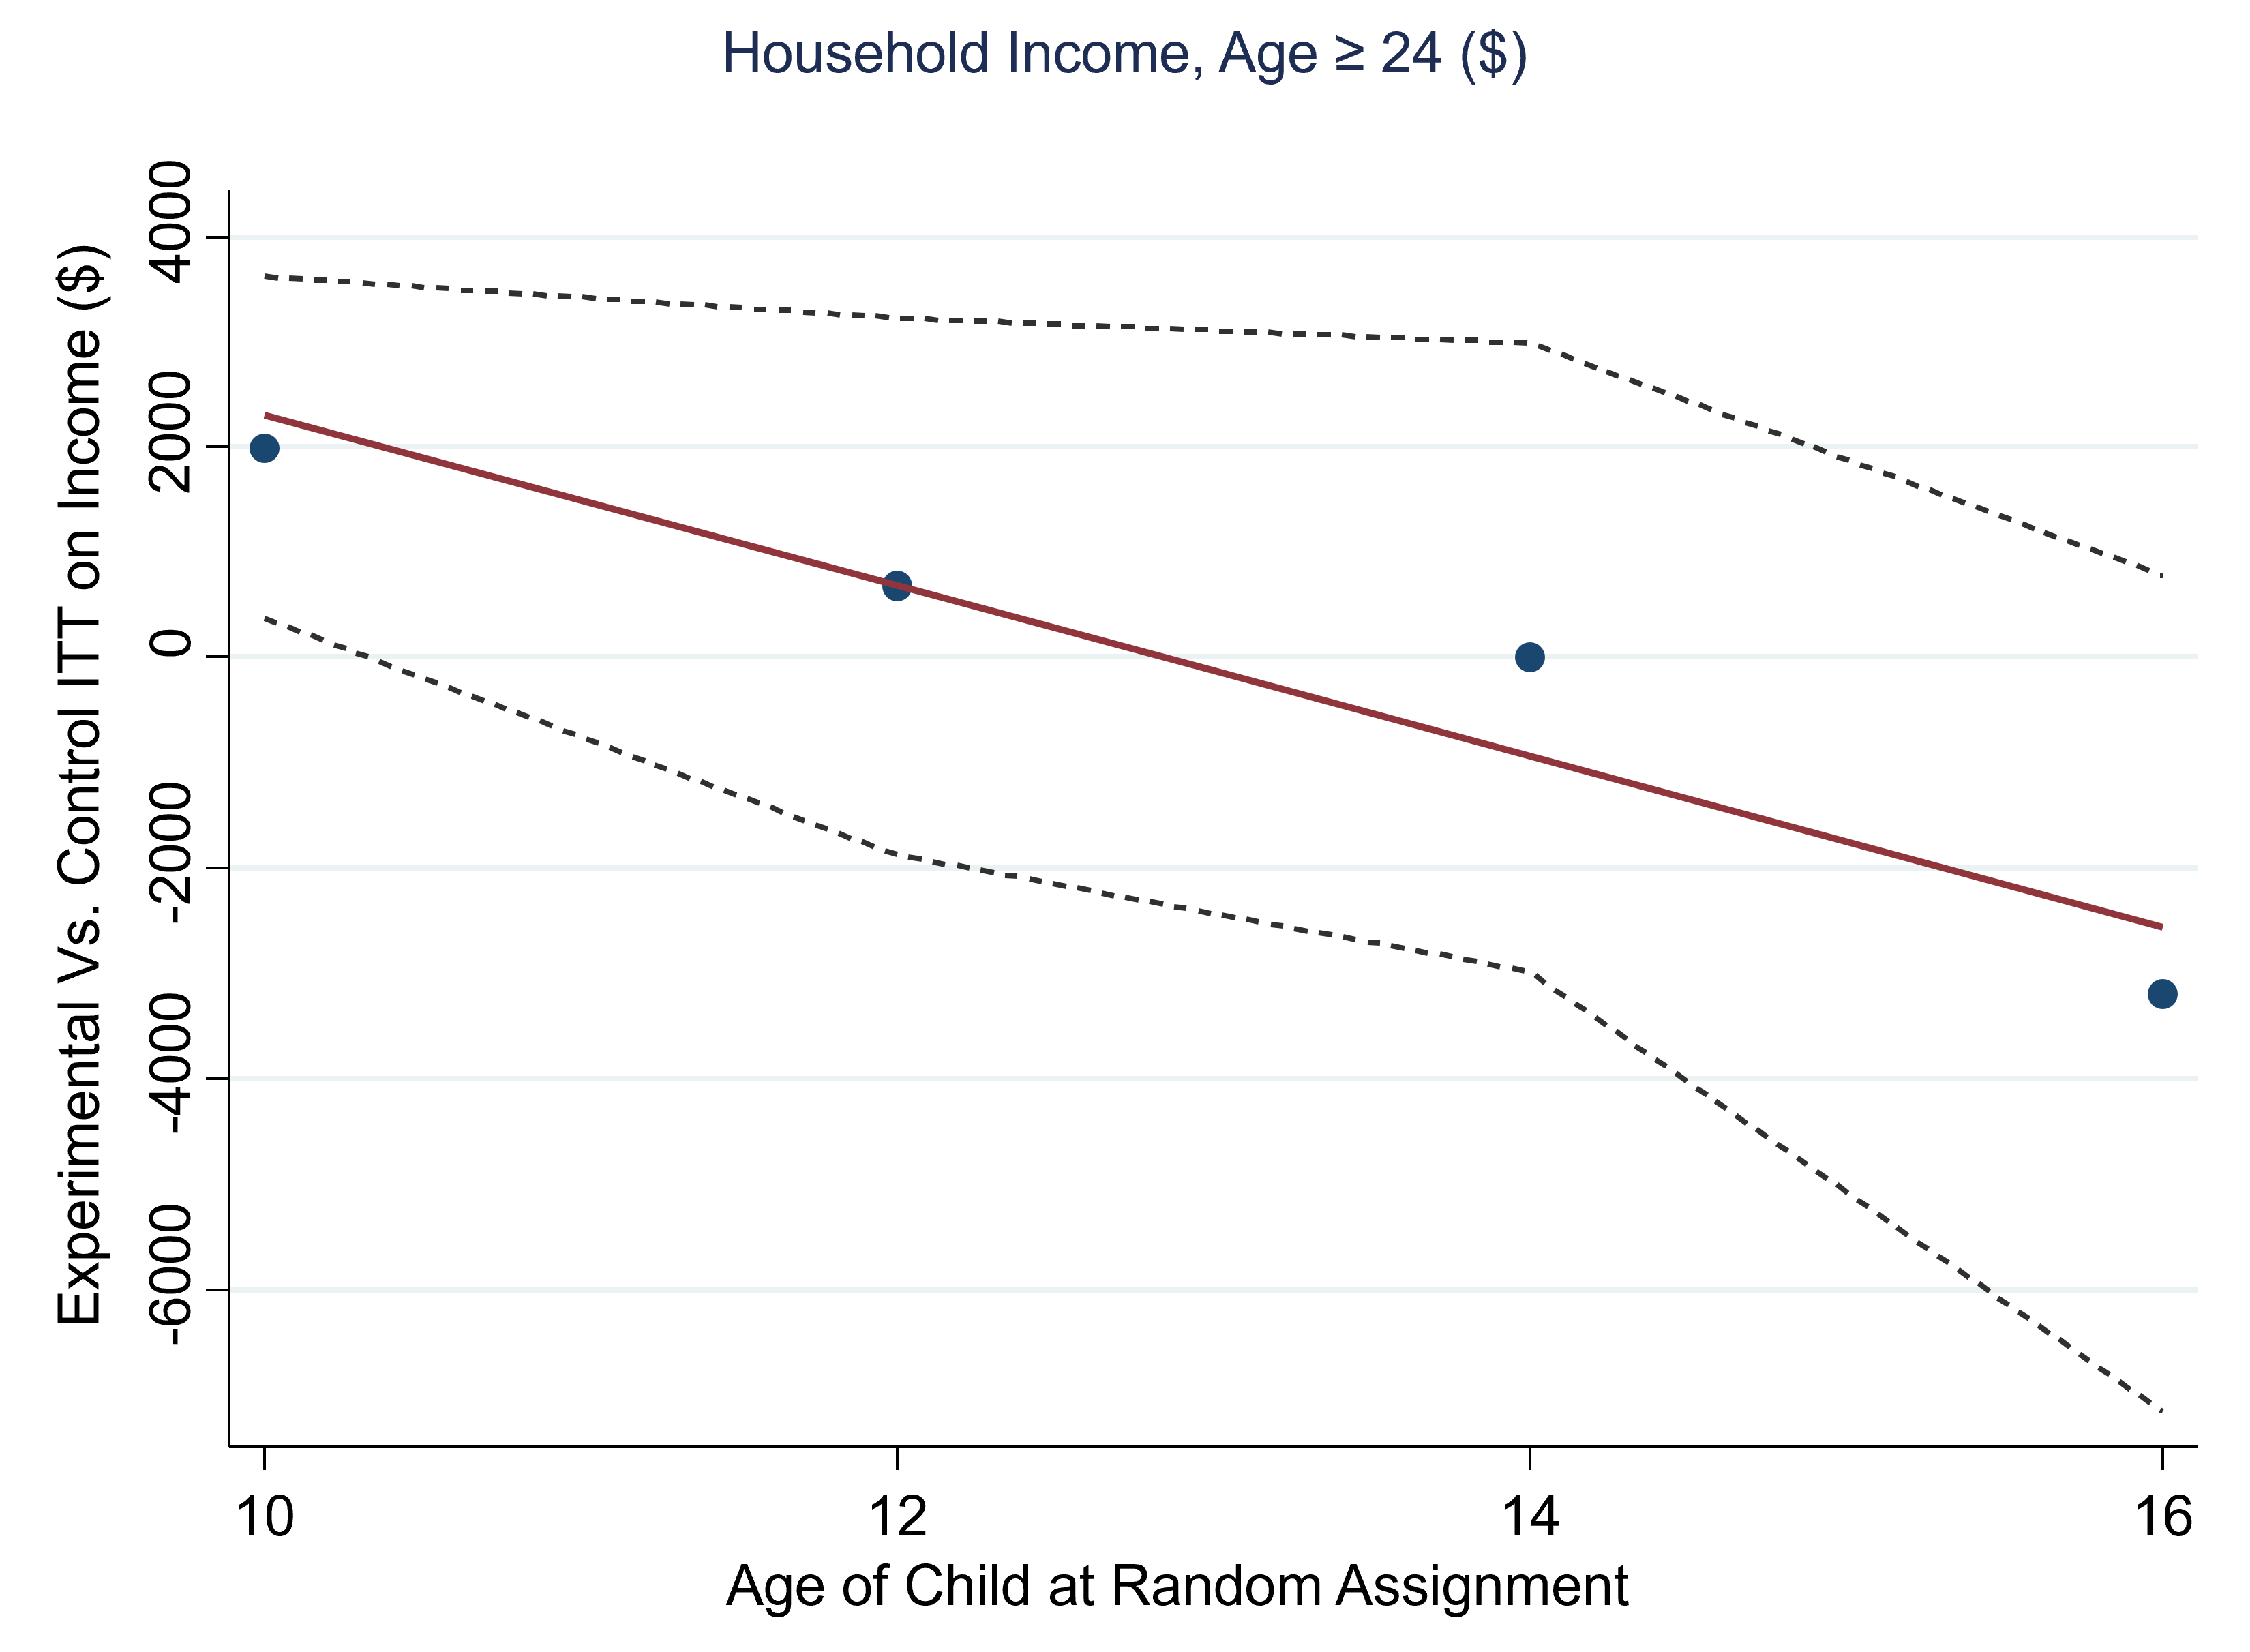 Household Income, Age ≥ 24 ($)
Experimental Vs. Control ITT on Income ($)
4000
2000
0
-2000
-4000
-6000
10 12 14 16
Age of Child at Random Assignment